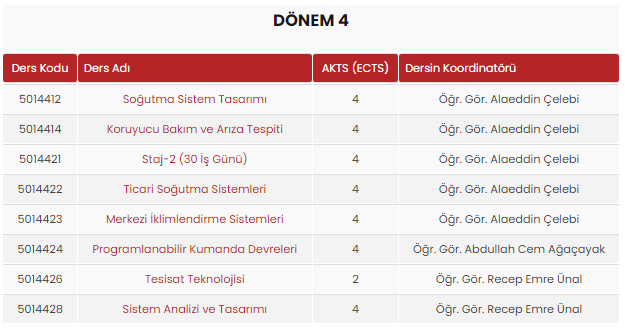 DÖNEM 4
Ders Kodu Ders Adı AKTS (ECTS) Dersin Koordinatörü
5014412 Soğutma Sistem Tasarımı 4 Öğr. Gör. Alaeddin Çelebi
5014414 Koruyucu Bakım ve Arıza Tespiti 4 Öğr. Gör. Alaeddin Çelebi
5014421 Staj-2 (30 İş Günü) 4 Öğr. Gör. Alaeddin Çelebi
5014422 Ticari Soğutma Sistemleri 4 Öğr. Gör. Alaeddin Çelebi
5014423 Merkezi İklimlendirme Sistemleri 4 Öğr. Gör. Alaeddin Çelebi
5014424 Programlanabilir Kumanda Devreleri 4 Öğr. Gör. Abdullah Cem Ağaçayak
5014426 Tesisat Teknolojisi 2 Öğr. Gör. Recep Emre Ünal
5014428 Sistem Analizi ve Tasarımı 4 Öğr. Gör. Recep Emre Ünal